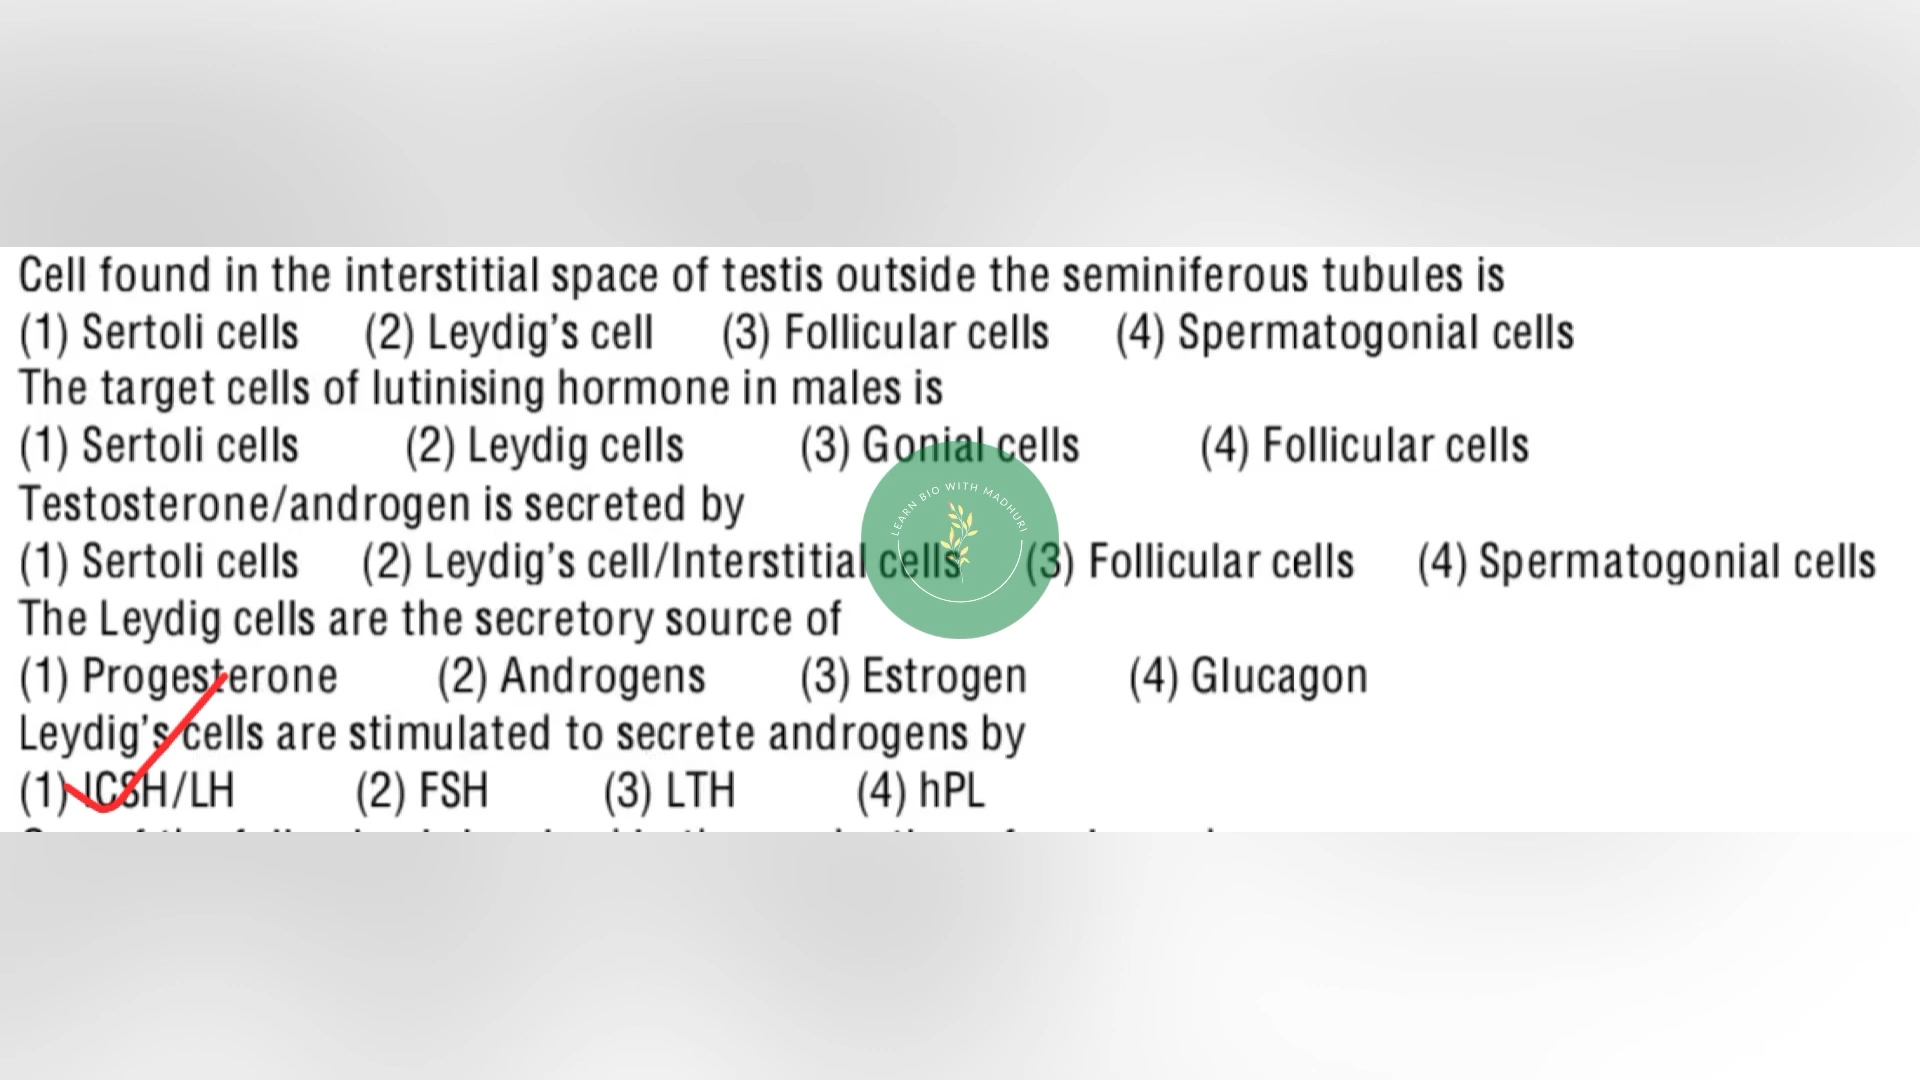 Cell found in the interstitial space of testis outside the seminiferous tubules is
(1) Sertoli cells (2) Leydig's cell (3) Follicular cells (4) Spermatogonial cells
The target cells of lutinising hormone in males is
(1) Sertoli cells (2) Leydig cells (3) Gonial cells (4) Follicular cells
LEARN BIO WITH MADHURI
Testosterone/androgen is secreted by
(1) Sertoli cells (2) Leydig's cell/Interstitial cells (3) Follicular cells (4) Spermatogonial cells
The Leydig cells are the secretory source of
(1) Progesterone (2) Androgens (3) Estrogen (4) Glucagon
Leydig's cells are stimulated to secrete androgens by
(1) ICSH/LH (2) FSH (3) LTH (4) hPL